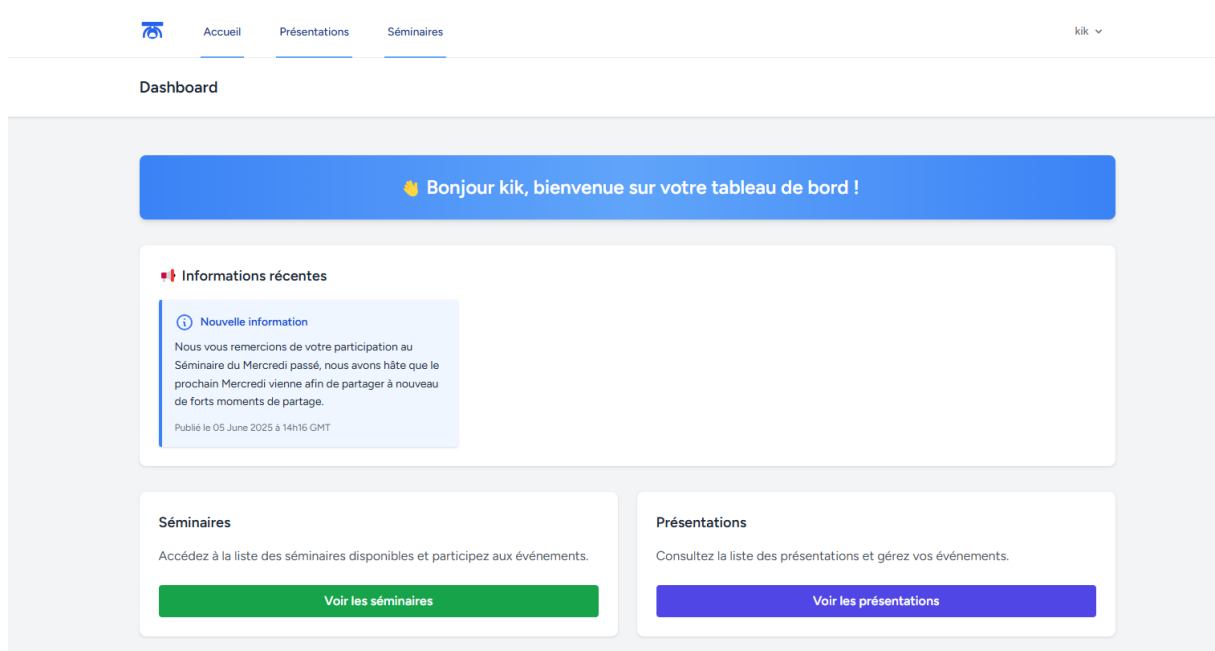 Accueil Présentations Séminaires kik
Dashboard
👋 Bonjour kik, bienvenue sur votre tableau de bord !
Informations récentes
Nouvelle information
Nous vous remercions de votre participation au
Séminaire du Mercredi passé, nous avons hâte que le
prochain Mercredi vienne afin de partager à nouveau
de forts moments de partage.
Publié le 05 June 2025 à 14h16 GMT
Séminaires
Accédez à la liste des séminaires disponibles et participez aux événements.
Voir les séminaires
Présentations
Consultez la liste des présentations et gérez vos événements.
Voir les présentations